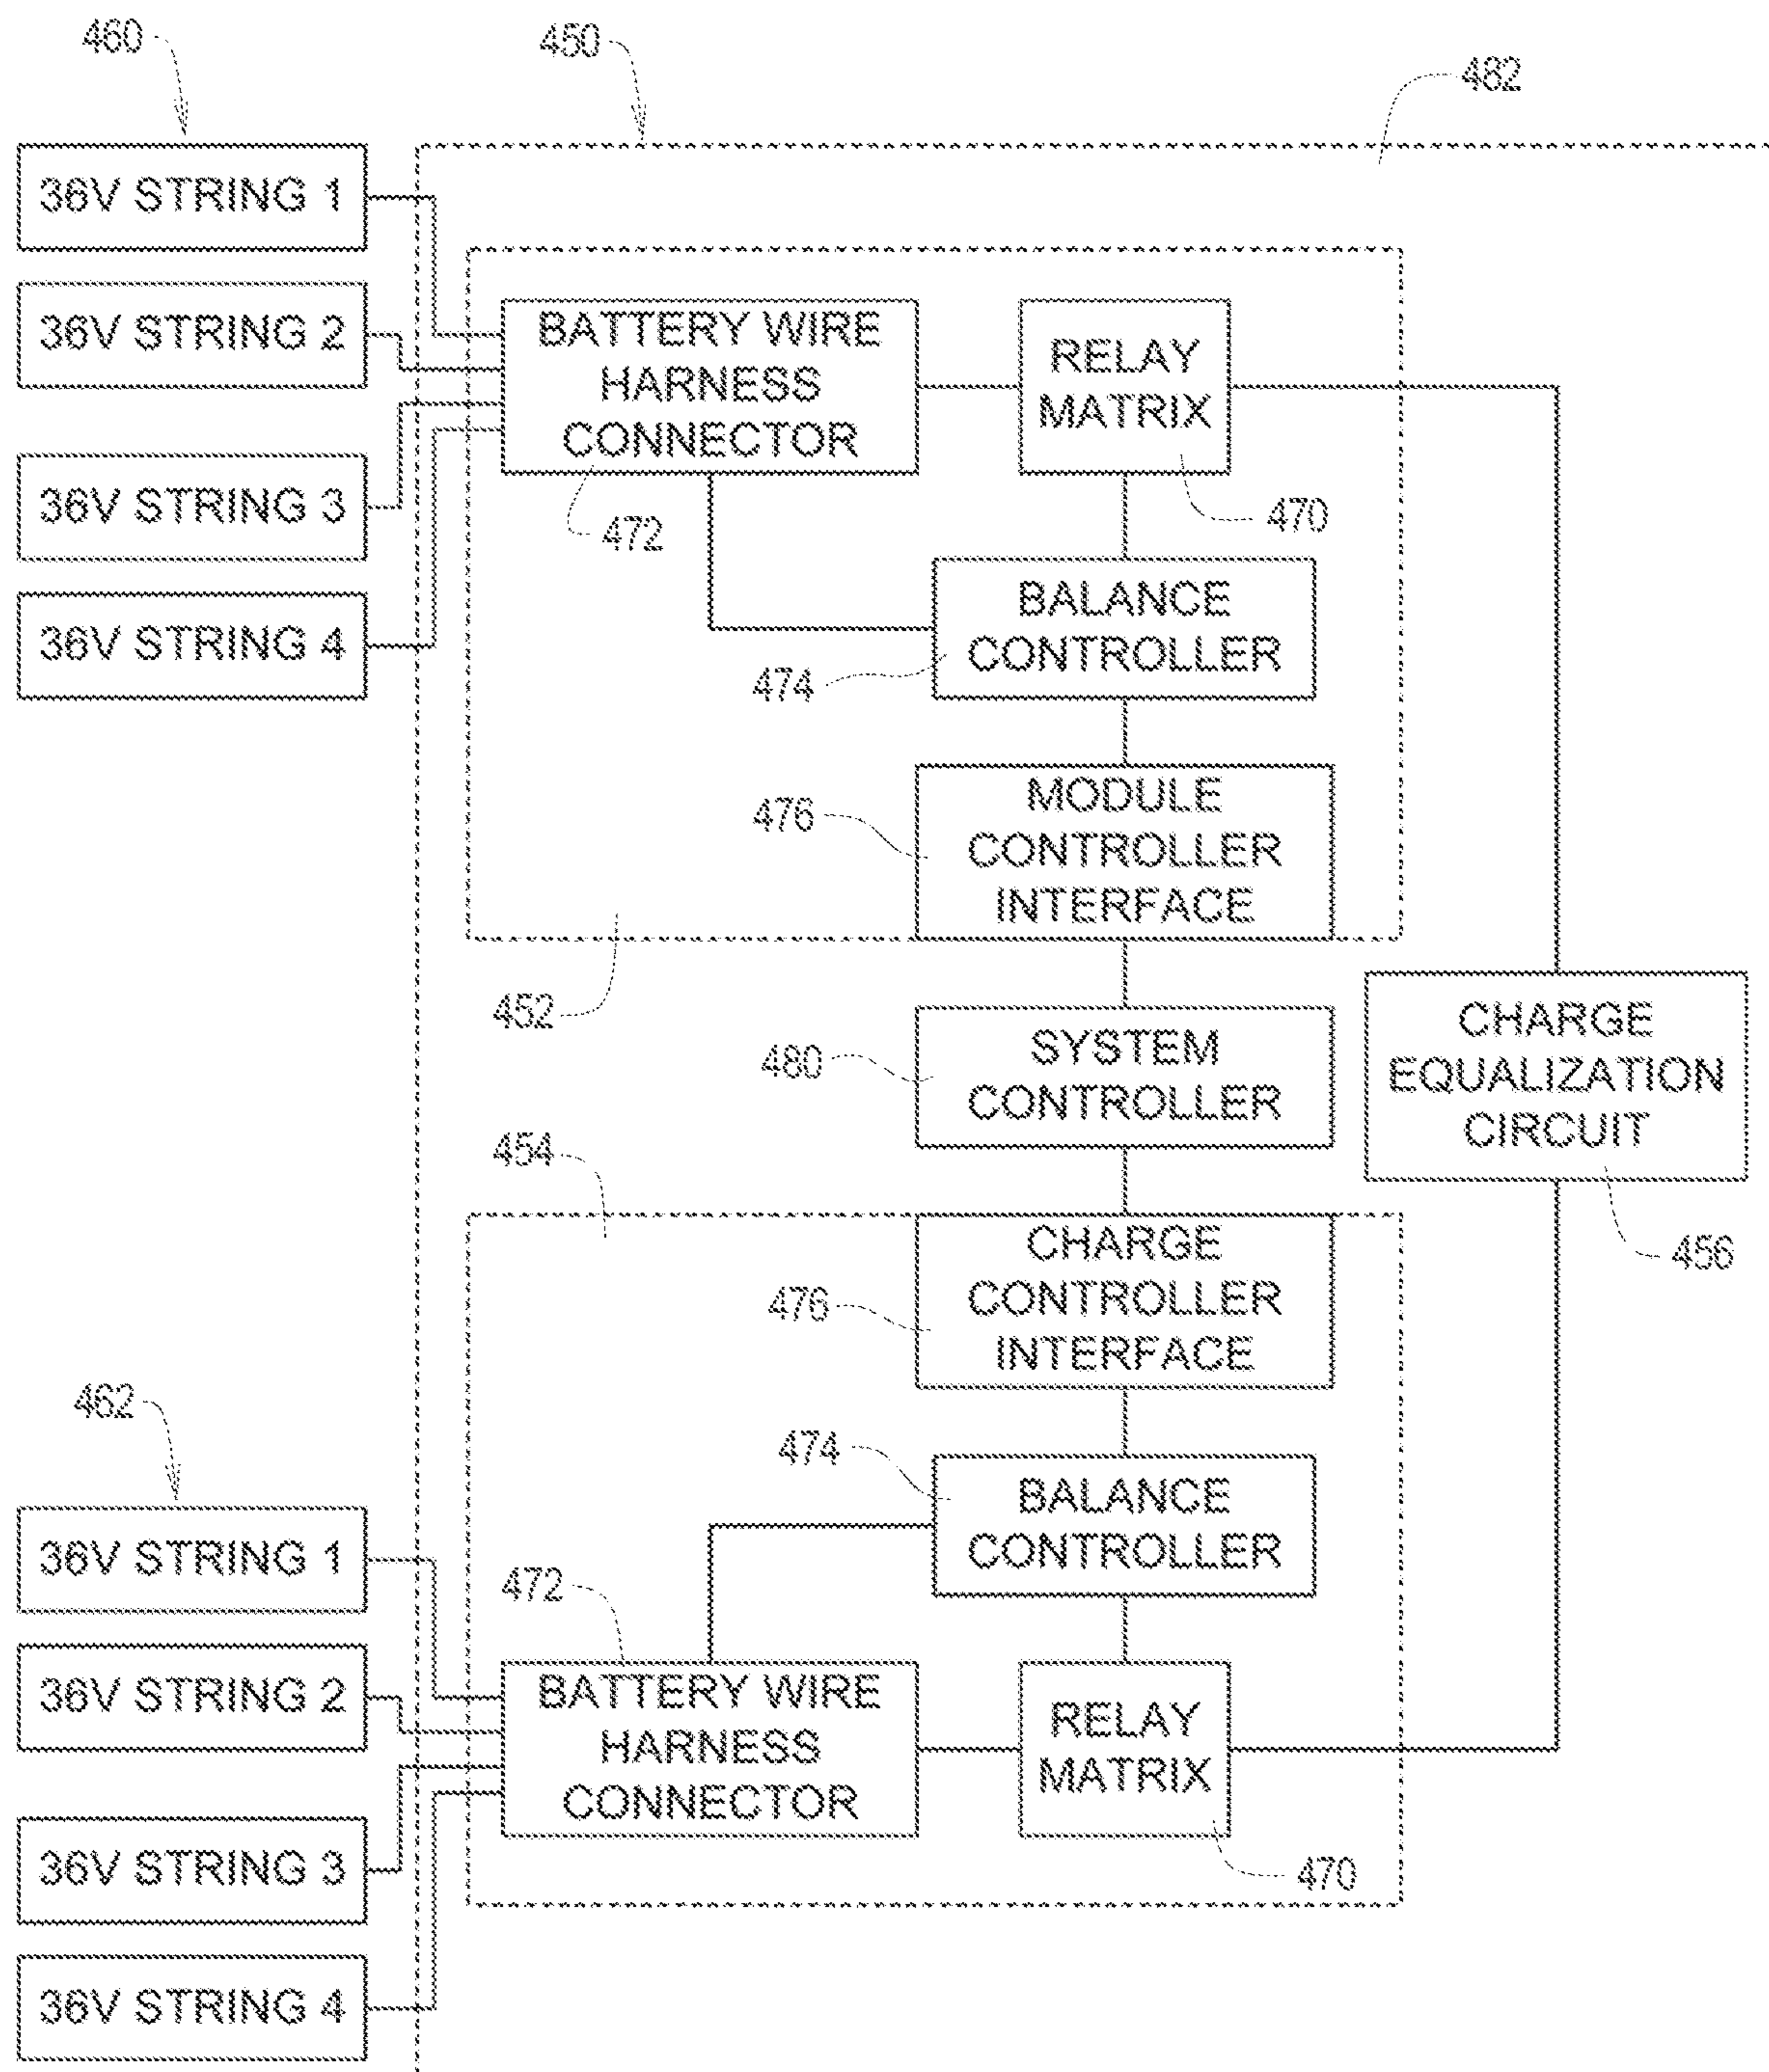 460
450
482
36V STRING 1
36V STRING 2
36V STRING 3
36V STRING 4
BATTERY WIRE
HARNESS
CONNECTOR
472
RELAY
MATRIX
470
BALANCE
CONTROLLER
474
MODULE
CONTROLLER
INTERFACE
476
452
SYSTEM
CONTROLLER
480
CHARGE
EQUALIZATION
CIRCUIT
456
454
CHARGE
CONTROLLER
INTERFACE
476
462
474
BALANCE
CONTROLLER
36V STRING 1
36V STRING 2
36V STRING 3
36V STRING 4
472
BATTERY WIRE
HARNESS
CONNECTOR
RELAY
MATRIX
470